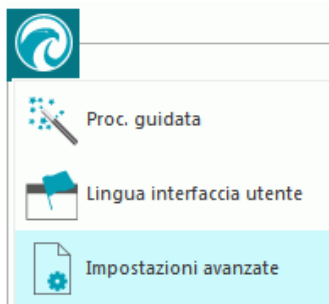 Proc. guidata
Lingua interfaccia utente
Impostazioni avanzate